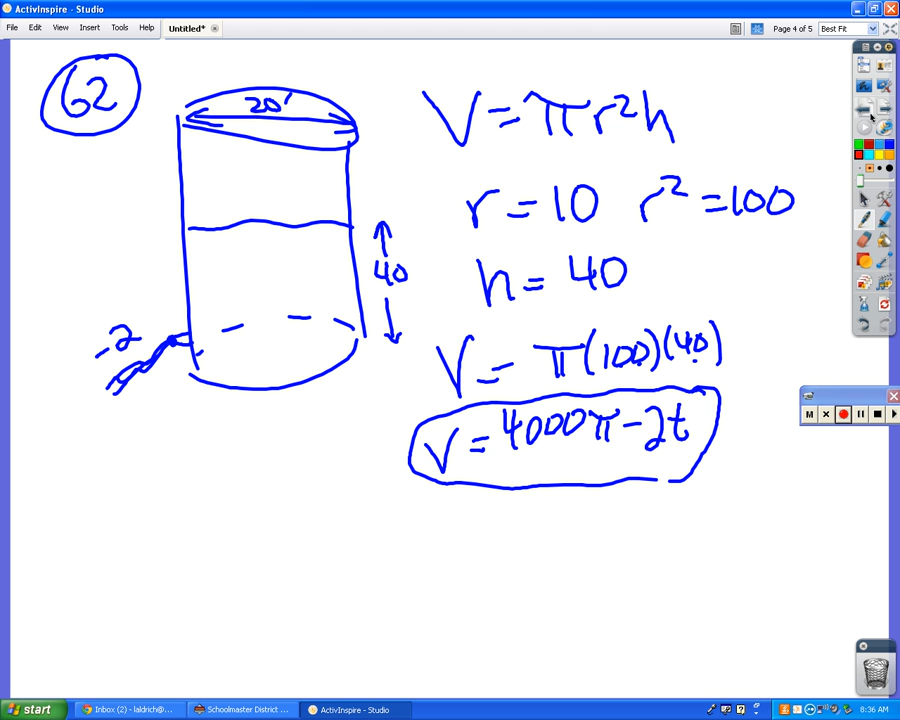 ActivInspire - Studio
File Edit View Insert Tools Help Untitled* Page 4 of 5 Best Fit
62
20'
V = πr²h
r = 10 r² = 100
h = 40
40
-2
V = π(100)(40)
V = 4000π - 2t
M
start Inbox (2) - laldrich@... Schoolmaster District ... ActivInspire - Studio 8:36 AM